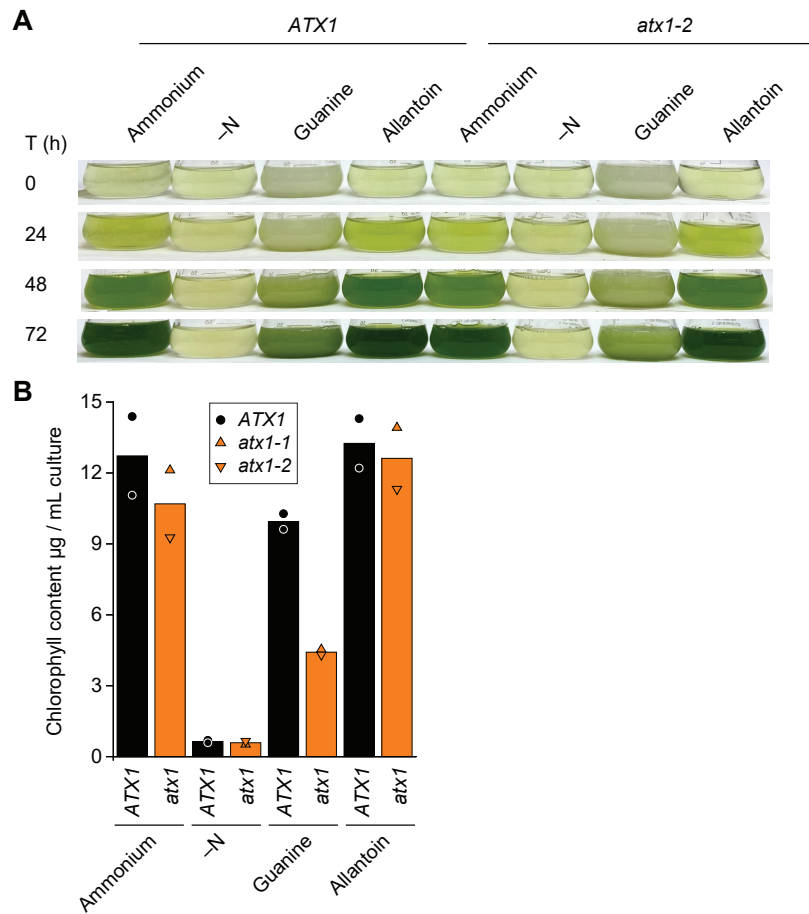 A
ATX1 atx1-2
Ammonium –N Guanine Allantoin Ammonium –N Guanine Allantoin
T (h)
0
24
48
72
B
15
12
9
6
3
0
Chlorophyll content µg / mL culture
ATX1
atx1-1
atx1-2
ATX1 atx1 ATX1 atx1 ATX1 atx1 ATX1 atx1
Ammonium –N Guanine Allantoin